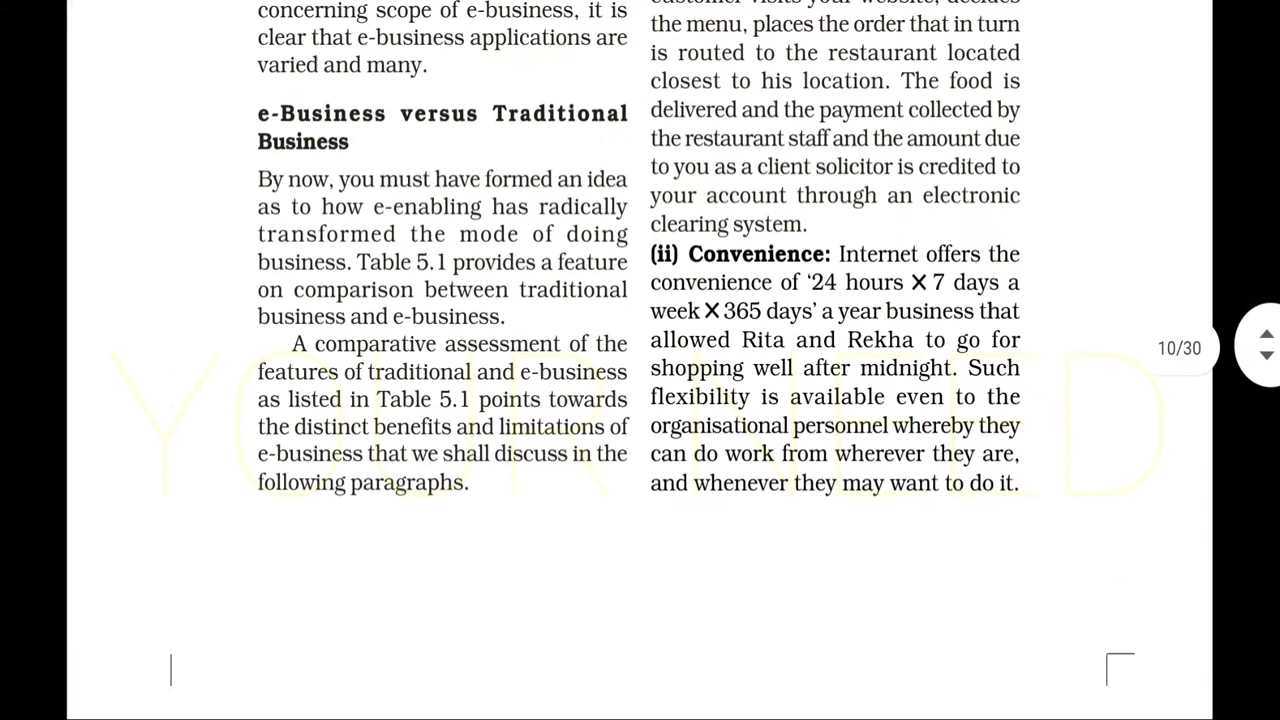 concerning scope of e-business, it is
clear that e-business applications are
varied and many.
e-Business versus Traditional
Business
By now, you must have formed an idea
as to how e-enabling has radically
transformed the mode of doing
business. Table 5.1 provides a feature
on comparison between traditional
business and e-business.
A comparative assessment of the
features of traditional and e-business
as listed in Table 5.1 points towards
the distinct benefits and limitations of
e-business that we shall discuss in the
following paragraphs.
customer visits your website, decides
the menu, places the order that in turn
is routed to the restaurant located
closest to his location. The food is
delivered and the payment collected by
the restaurant staff and the amount due
to you as a client solicitor is credited to
your account through an electronic
clearing system.
(ii) Convenience: Internet offers the
convenience of ‘24 hours × 7 days a
week × 365 days’ a year business that
allowed Rita and Rekha to go for
shopping well after midnight. Such
flexibility is available even to the
organisational personnel whereby they
can do work from wherever they are,
and whenever they may want to do it.
10/30
YOUR NEED